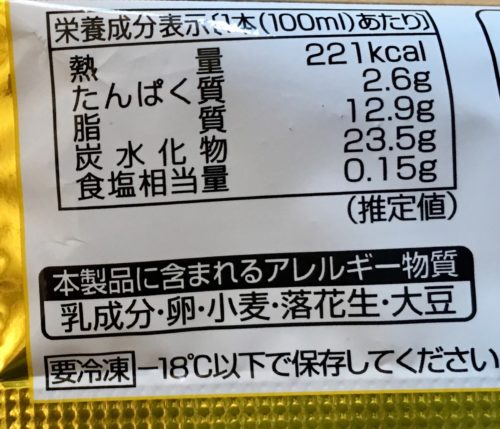 栄養成分表示〔1本(100ml)あたり〕
熱量 221kcal
たんぱく質 2.6g
脂質 12.9g
炭水化物 23.5g
食塩相当量 0.15g
(推定値)
本製品に含まれるアレルギー物質
乳成分・卵・小麦・落花生・大豆
要冷凍 −18℃以下で保存してください